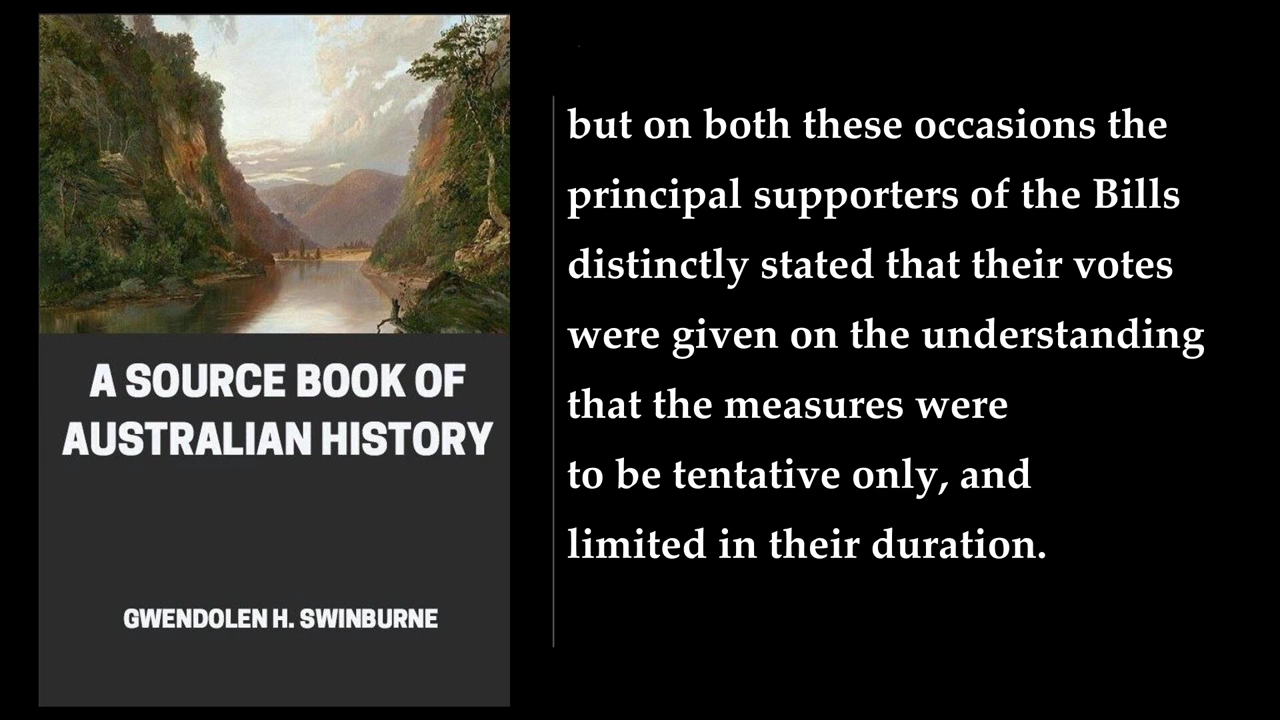 A SOURCE BOOK OF
AUSTRALIAN HISTORY
GWENDOLEN H. SWINBURNE
but on both these occasions the
principal supporters of the Bills
distinctly stated that their votes
were given on the understanding
that the measures were
to be tentative only, and
limited in their duration.